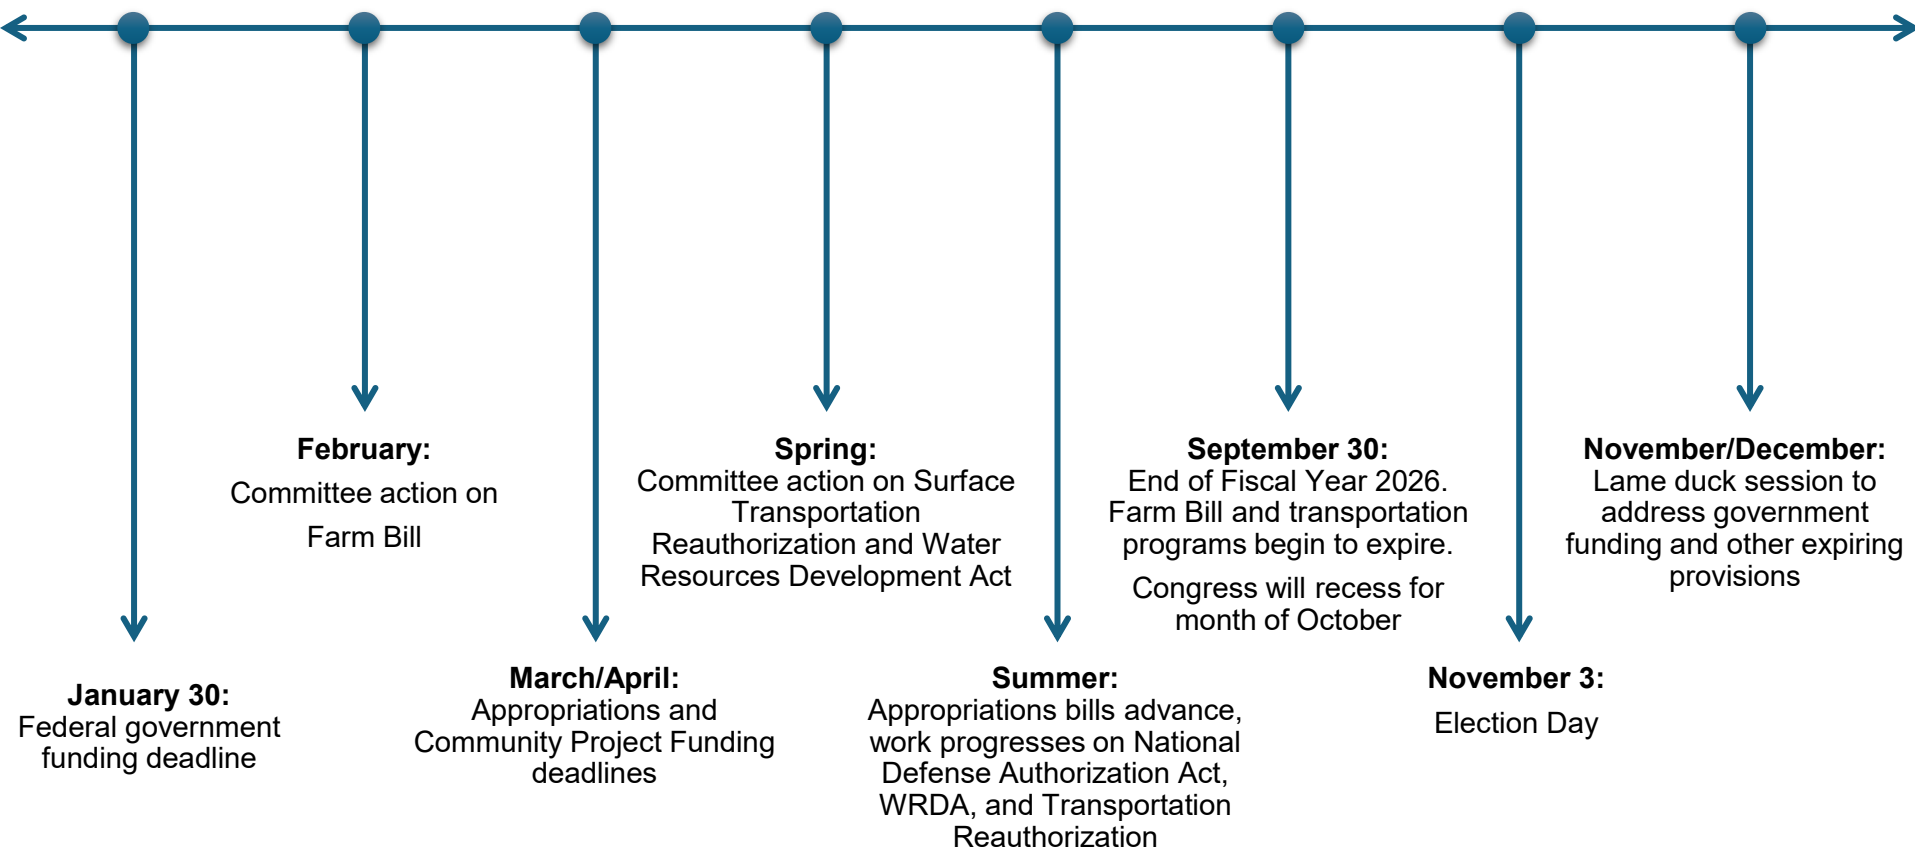 January 30:
Federal government
funding deadline
February:
Committee action on
Farm Bill
March/April:
Appropriations and
Community Project Funding
deadlines
Spring:
Committee action on Surface
Transportation
Reauthorization and Water
Resources Development Act
Summer:
Appropriations bills advance,
work progresses on National
Defense Authorization Act,
WRDA, and Transportation
Reauthorization
September 30:
End of Fiscal Year 2026.
Farm Bill and transportation
programs begin to expire.
Congress will recess for
month of October
November 3:
Election Day
November/December:
Lame duck session to
address government
funding and other expiring
provisions